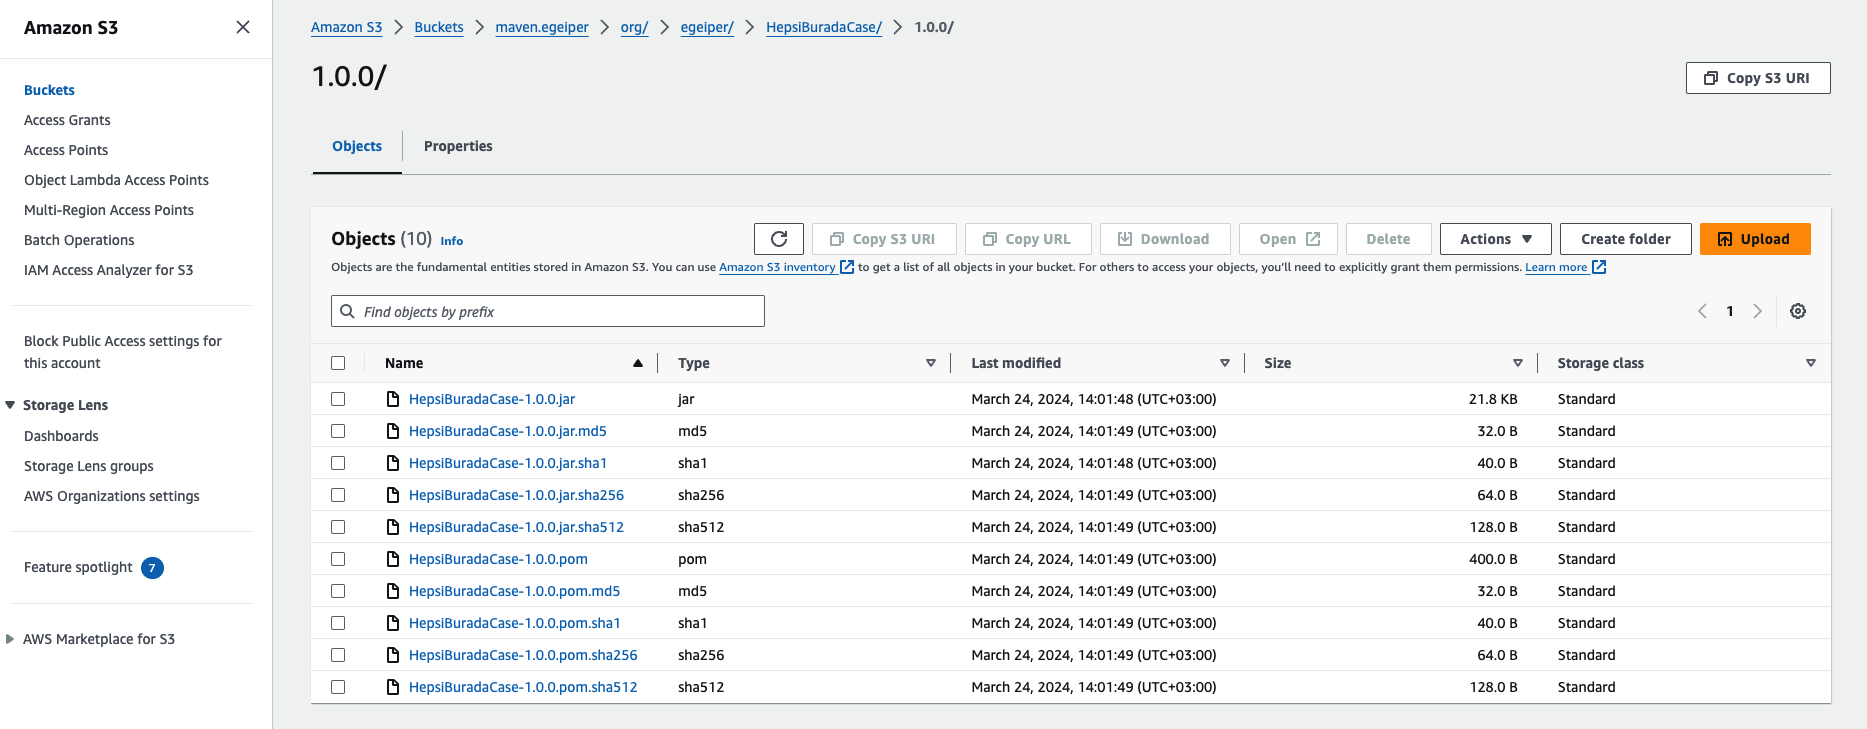 Amazon S3
Buckets
Access Grants
Access Points
Object Lambda Access Points
Multi-Region Access Points
Batch Operations
IAM Access Analyzer for S3
Block Public Access settings for
this account
Storage Lens
Dashboards
Storage Lens groups
AWS Organizations settings
Feature spotlight 7
AWS Marketplace for S3
Amazon S3 Buckets maven.egeiper org/ egeiper/ HepsiBuradaCase/ 1.0.0/
1.0.0/
Copy S3 URI
Objects Properties
Objects (10) Info
Copy S3 URI Copy URL Download Open Delete Actions Create folder Upload
Objects are the fundamental entities stored in Amazon S3. You can use Amazon S3 inventory to get a list of all objects in your bucket. For others to access your objects, you'll need to explicitly grant them permissions. Learn more
Find objects by prefix
1
Name Type Last modified Size Storage class
HepsiBuradaCase-1.0.0.jar jar March 24, 2024, 14:01:48 (UTC+03:00) 21.8 KB Standard
HepsiBuradaCase-1.0.0.jar.md5 md5 March 24, 2024, 14:01:49 (UTC+03:00) 32.0 B Standard
HepsiBuradaCase-1.0.0.jar.sha1 sha1 March 24, 2024, 14:01:48 (UTC+03:00) 40.0 B Standard
HepsiBuradaCase-1.0.0.jar.sha256 sha256 March 24, 2024, 14:01:49 (UTC+03:00) 64.0 B Standard
HepsiBuradaCase-1.0.0.jar.sha512 sha512 March 24, 2024, 14:01:49 (UTC+03:00) 128.0 B Standard
HepsiBuradaCase-1.0.0.pom pom March 24, 2024, 14:01:49 (UTC+03:00) 400.0 B Standard
HepsiBuradaCase-1.0.0.pom.md5 md5 March 24, 2024, 14:01:49 (UTC+03:00) 32.0 B Standard
HepsiBuradaCase-1.0.0.pom.sha1 sha1 March 24, 2024, 14:01:49 (UTC+03:00) 40.0 B Standard
HepsiBuradaCase-1.0.0.pom.sha256 sha256 March 24, 2024, 14:01:49 (UTC+03:00) 64.0 B Standard
HepsiBuradaCase-1.0.0.pom.sha512 sha512 March 24, 2024, 14:01:49 (UTC+03:00) 128.0 B Standard